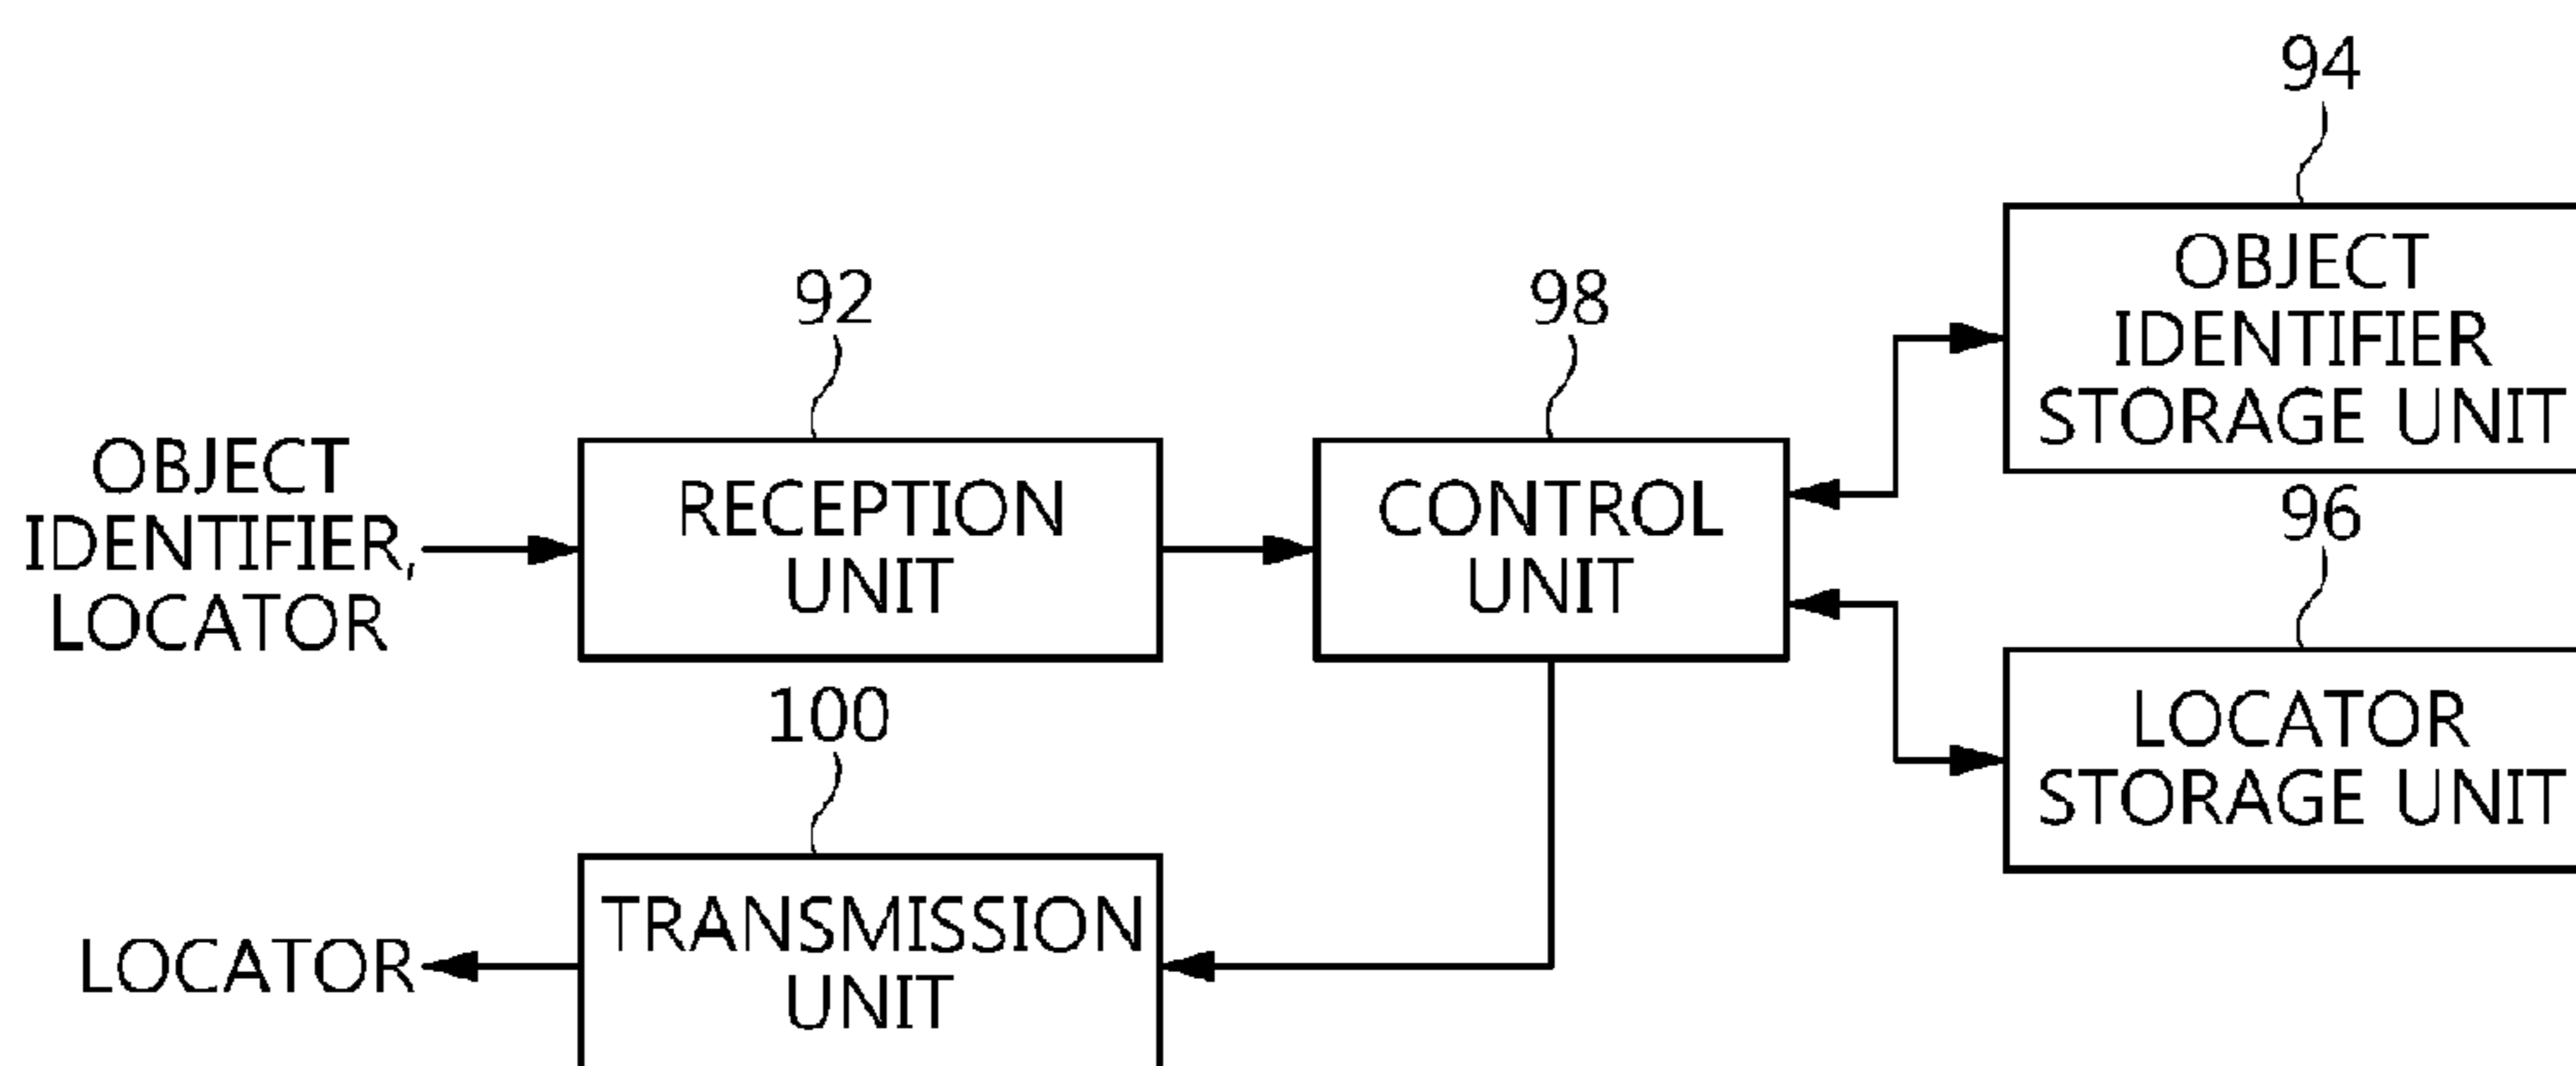 94
OBJECT
IDENTIFIER
STORAGE UNIT
92
98
OBJECT
IDENTIFIER,
LOCATOR
RECEPTION
UNIT
CONTROL
UNIT
96
LOCATOR
STORAGE UNIT
100
TRANSMISSION
UNIT
LOCATOR